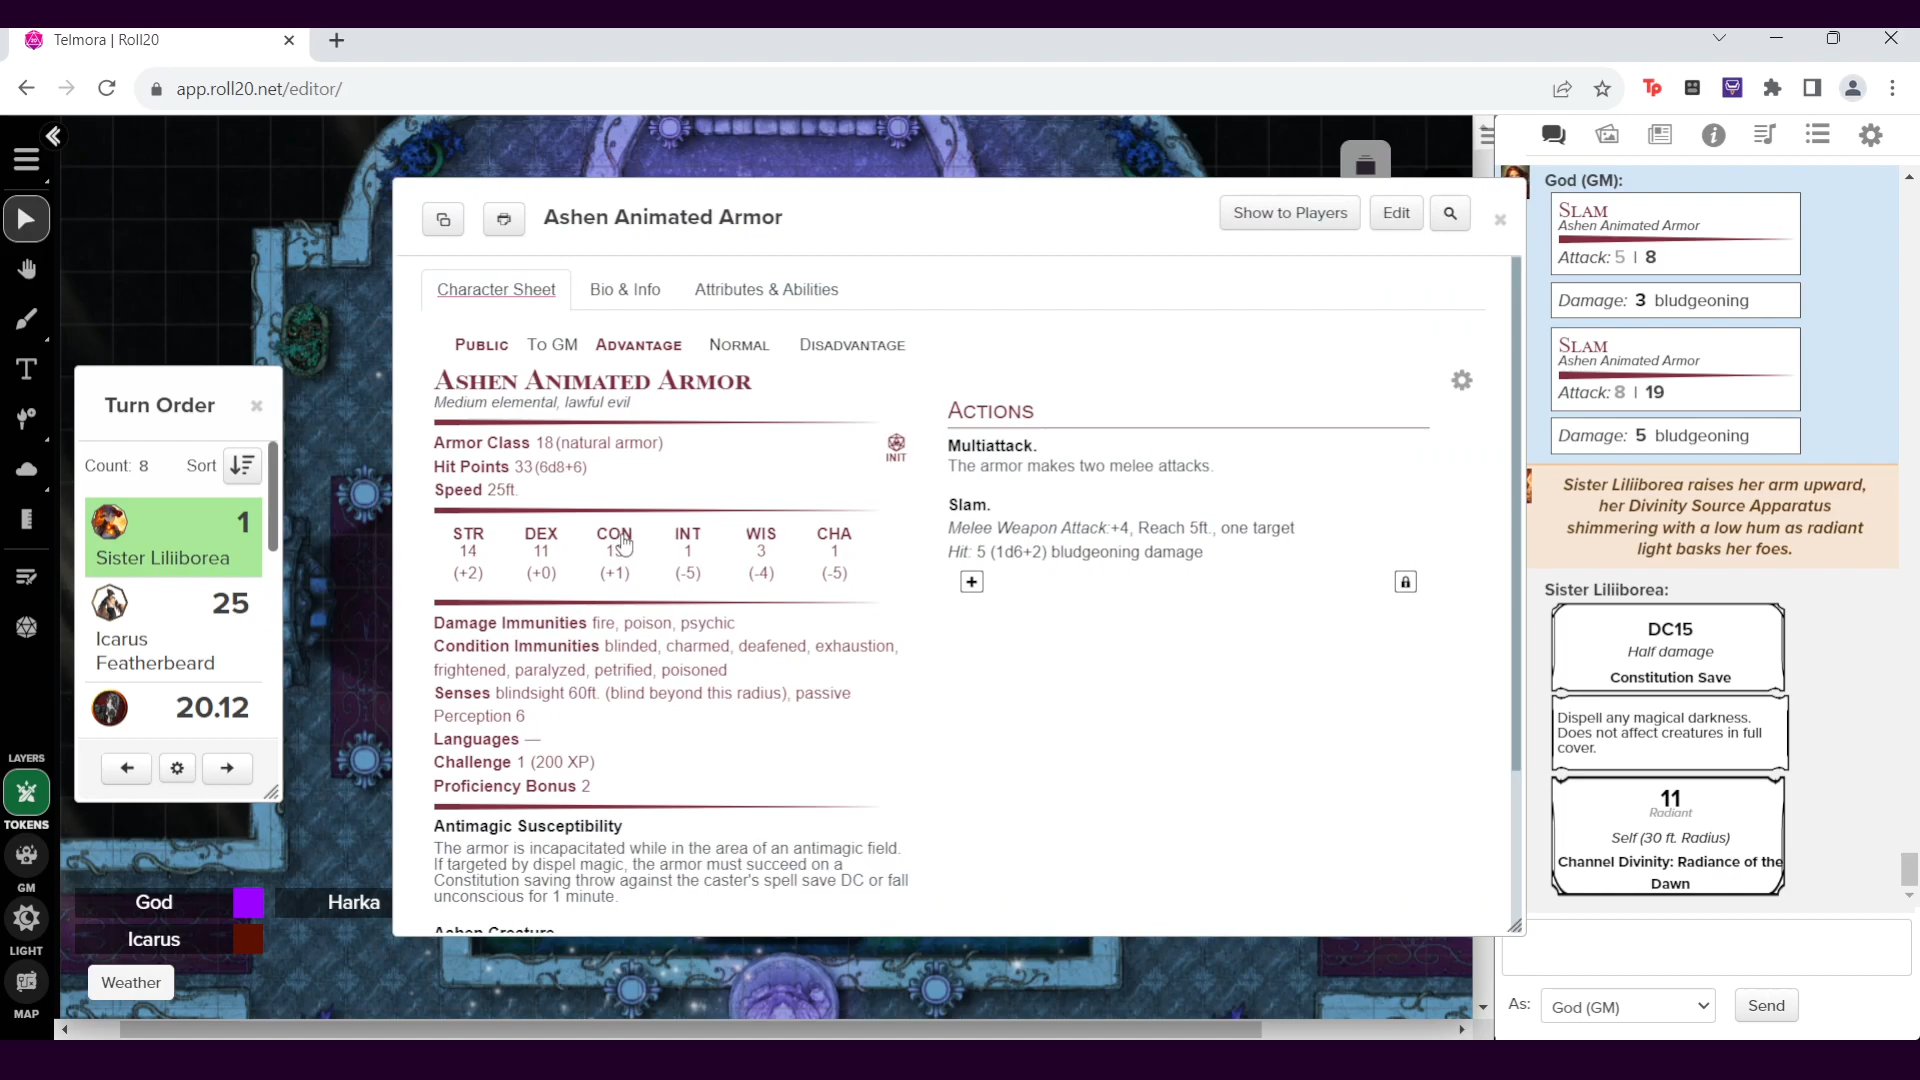 Telmora | Roll20
app.roll20.net/editor/
Tp
Ashen Animated Armor
Show to Players
Edit
Character Sheet
Bio & Info
Attributes & Abilities
PUBLIC
TO GM
ADVANTAGE
NORMAL
DISADVANTAGE
ASHEN ANIMATED ARMOR
Medium elemental, lawful evil
Armor Class 18 (natural armor)
Hit Points 33 (6d8+6)
Speed 25ft.
INIT
STR DEX CON INT WIS CHA
14 11 1 3 1
(+2) (+0) (+1) (-5) (-4) (-5)
Damage Immunities fire, poison, psychic
Condition Immunities blinded, charmed, deafened, exhaustion,
frightened, paralyzed, petrified, poisoned
Senses blindsight 60ft. (blind beyond this radius), passive
Perception 6
Languages —
Challenge 1 (200 XP)
Proficiency Bonus 2
Antimagic Susceptibility
The armor is incapacitated while in the area of an antimagic field.
If targeted by dispel magic, the armor must succeed on a
Constitution saving throw against the caster's spell save DC or fall
unconscious for 1 minute.
Ashen Creature
ACTIONS
Multiattack.
The armor makes two melee attacks.
Slam.
Melee Weapon Attack:+4, Reach 5ft., one target
Hit: 5 (1d6+2) bludgeoning damage
Turn Order
Count: 8
Sort
1
Sister Liliiborea
25
Icarus
Featherbeard
20.12
LAYERS
TOKENS
GM
LIGHT
MAP
God
Harka
Icarus
Weather
God (GM):
SLAM
Ashen Animated Armor
Attack: 5 | 8
Damage: 3 bludgeoning
SLAM
Ashen Animated Armor
Attack: 8 | 19
Damage: 5 bludgeoning
Sister Liliiborea raises her arm upward,
her Divinity Source Apparatus
shimmering with a low hum as radiant
light basks her foes.
Sister Liliiborea:
DC15
Half damage
Constitution Save
Dispell any magical darkness.
Does not affect creatures in full
cover.
11
Radiant
Self (30 ft. Radius)
Channel Divinity: Radiance of the
Dawn
As:
God (GM)
Send